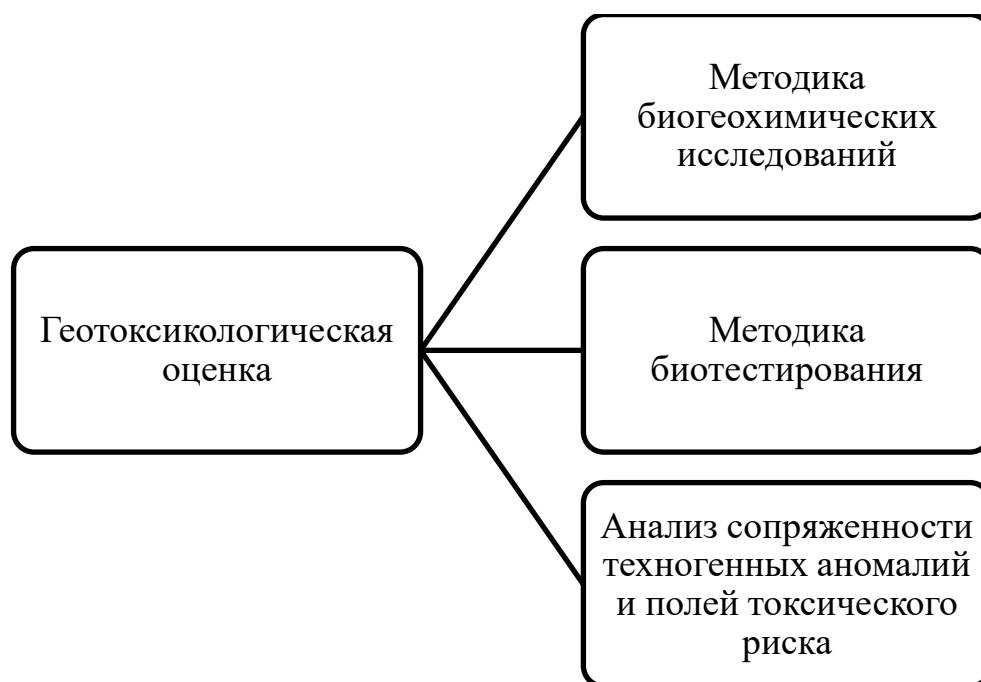 Методика
биогеохимических
исследований
Геотоксикологическая
оценка
Методика
биотестирования
Анализ сопряженности
техногенных аномалий
и полей токсического
риска